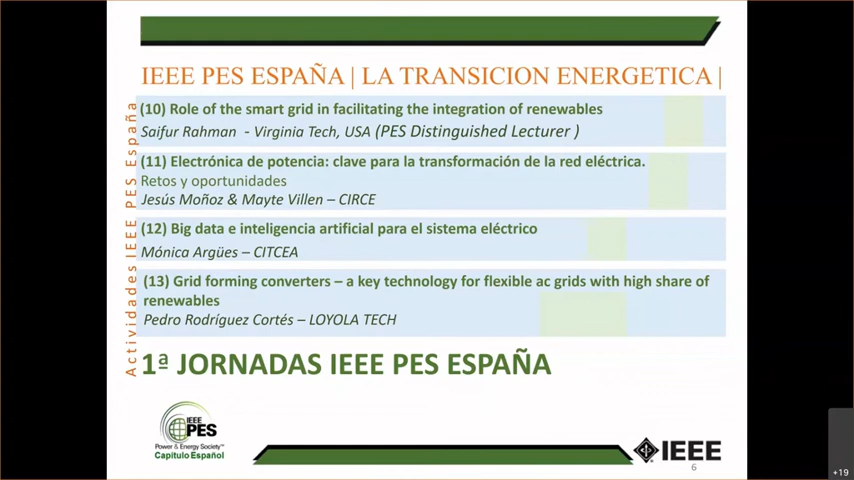 IEEE PES ESPAÑA | LA TRANSICION ENERGETICA |
Actividades IEEE PES España
(10) Role of the smart grid in facilitating the integration of renewables
Saifur Rahman - Virginia Tech, USA (PES Distinguished Lecturer )
(11) Electrónica de potencia: clave para la transformación de la red eléctrica.
Retos y oportunidades
Jesús Moñoz & Mayte Villen – CIRCE
(12) Big data e inteligencia artificial para el sistema eléctrico
Mónica Argües – CITCEA
(13) Grid forming converters – a key technology for flexible ac grids with high share of
renewables
Pedro Rodríguez Cortés – LOYOLA TECH
1ª JORNADAS IEEE PES ESPAÑA
IEEE
PES
Power & Energy Society™
Capítulo Español
IEEE
6
+19